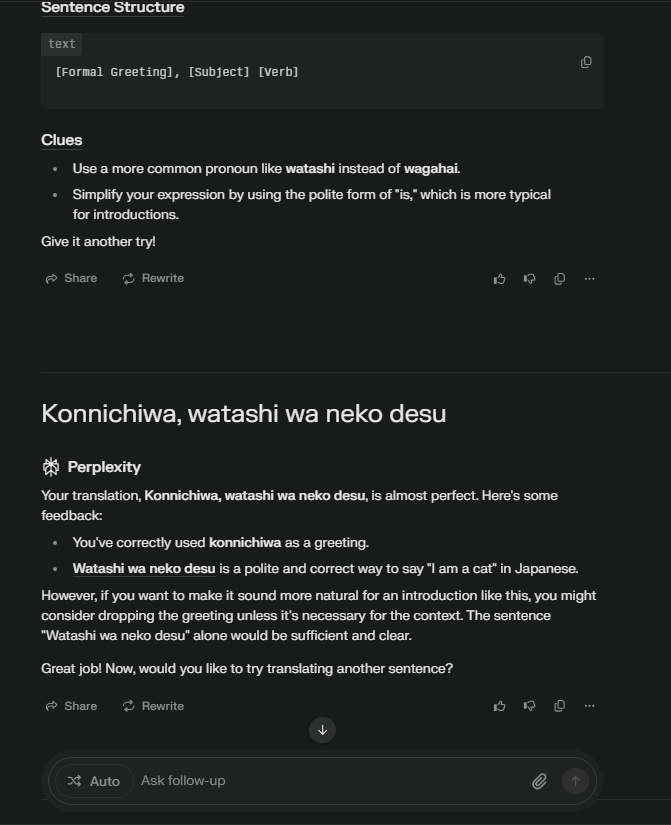 Sentence Structure
text
[Formal Greeting], [Subject] [Verb]
Clues
Use a more common pronoun like watashi instead of wagahai.
Simplify your expression by using the polite form of "is," which is more typical
for introductions.
Give it another try!
Share Rewrite
Konnichiwa, watashi wa neko desu
Perplexity
Your translation, Konnichiwa, watashi wa neko desu, is almost perfect. Here's some
feedback:
You've correctly used konnichiwa as a greeting.
Watashi wa neko desu is a polite and correct way to say "I am a cat" in Japanese.
However, if you want to make it sound more natural for an introduction like this, you might
consider dropping the greeting unless it's necessary for the context. The sentence
"Watashi wa neko desu" alone would be sufficient and clear.
Great job! Now, would you like to try translating another sentence?
Share Rewrite
Auto Ask follow-up